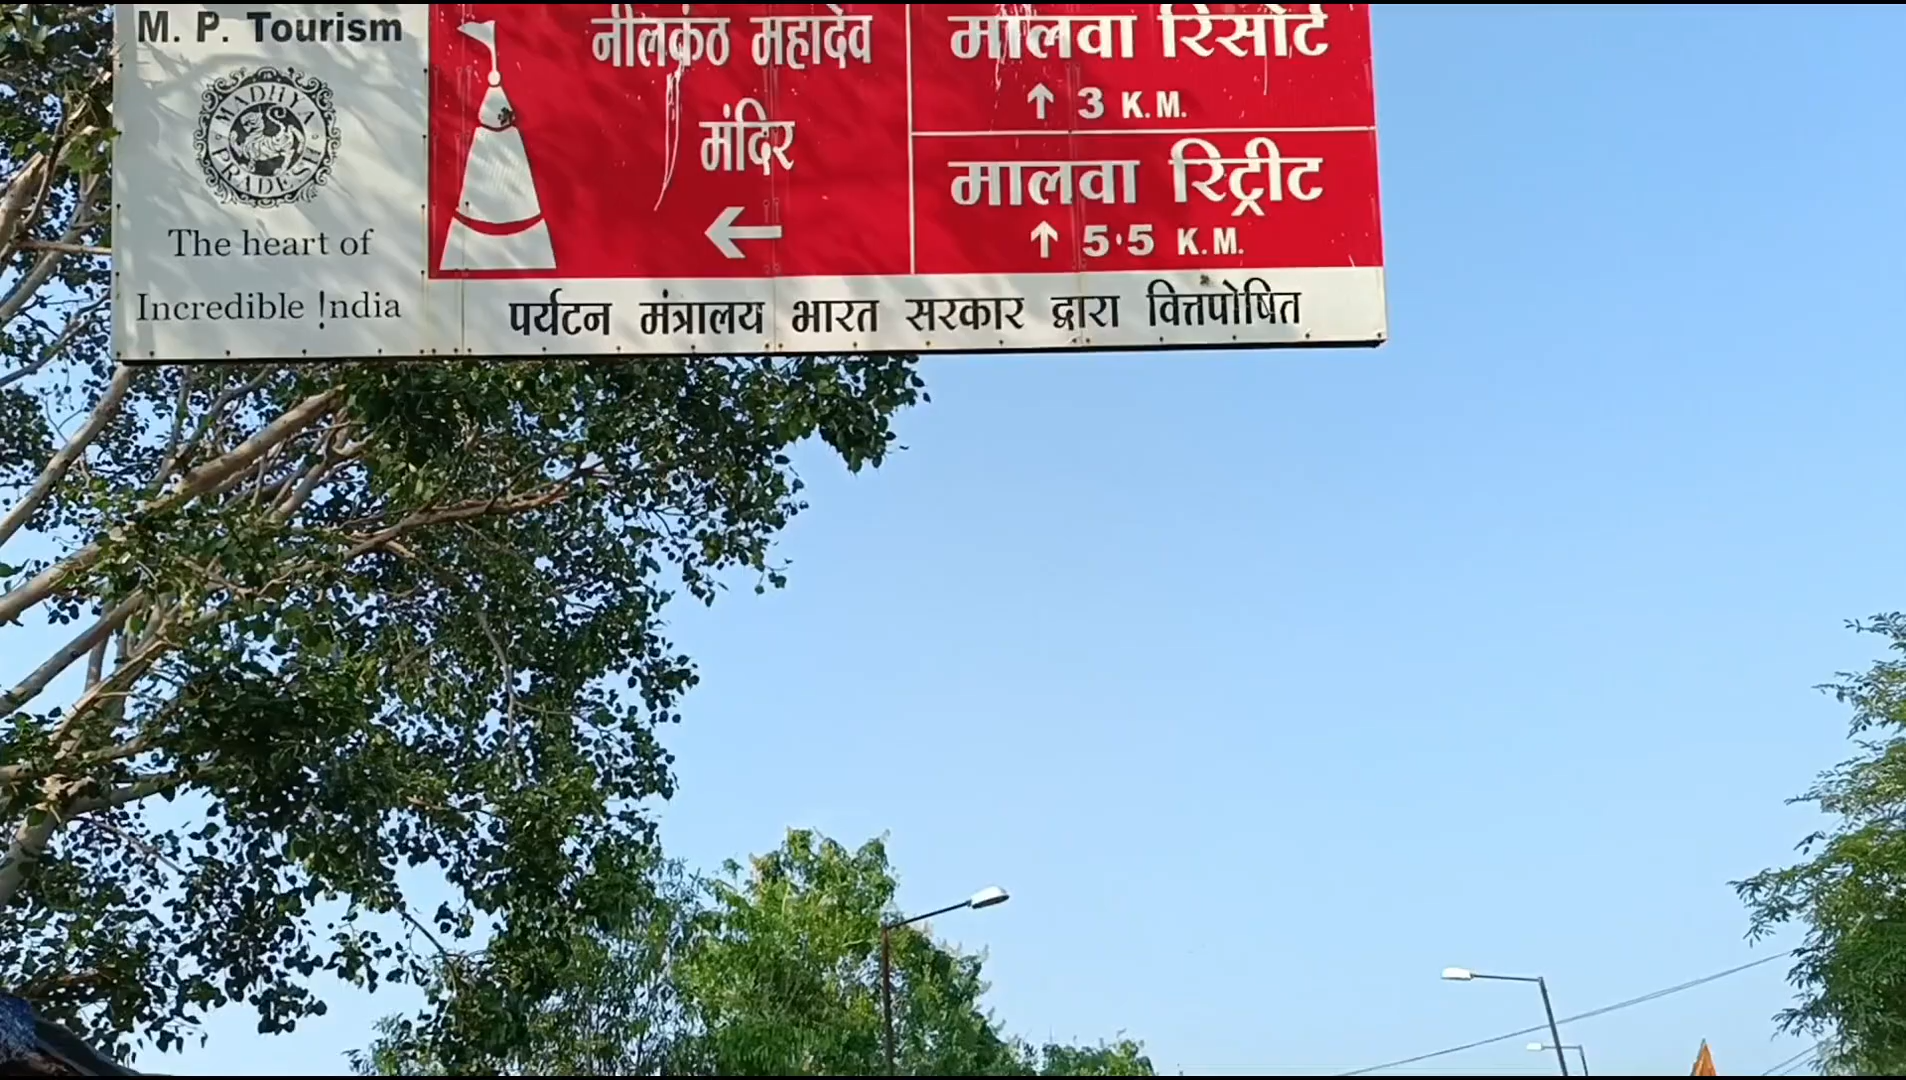 M. P. Tourism
MADHYA PRADESH
The heart of
Incredible !ndia
नीलकंठ महादेव
मंदिर
←
मालवा रिसॉर्ट
↑ 3 K.M.
मालवा रिट्रीट
↑ 5·5 K.M.
पर्यटन मंत्रालय भारत सरकार द्वारा वित्तपोषित